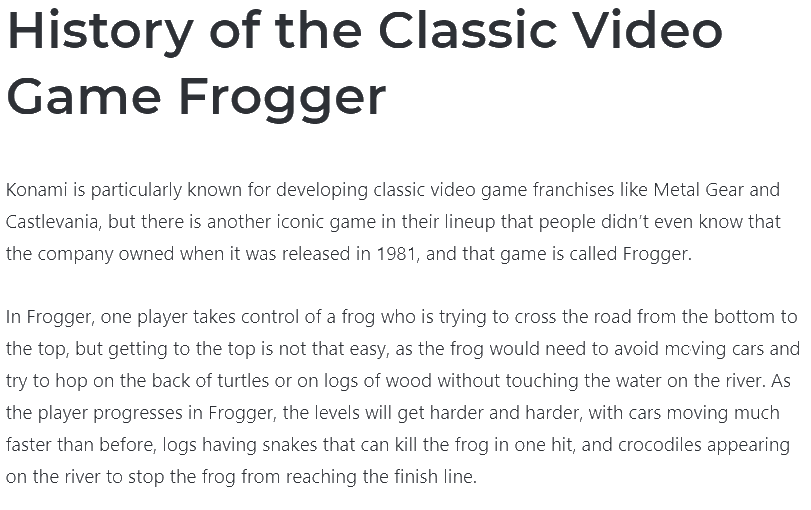 History of the Classic Video
Game Frogger
Konami is particularly known for developing classic video game franchises like Metal Gear and
Castlevania, but there is another iconic game in their lineup that people didn’t even know that
the company owned when it was released in 1981, and that game is called Frogger.
In Frogger, one player takes control of a frog who is trying to cross the road from the bottom to
the top, but getting to the top is not that easy, as the frog would need to avoid moving cars and
try to hop on the back of turtles or on logs of wood without touching the water on the river. As
the player progresses in Frogger, the levels will get harder and harder, with cars moving much
faster than before, logs having snakes that can kill the frog in one hit, and crocodiles appearing
on the river to stop the frog from reaching the finish line.